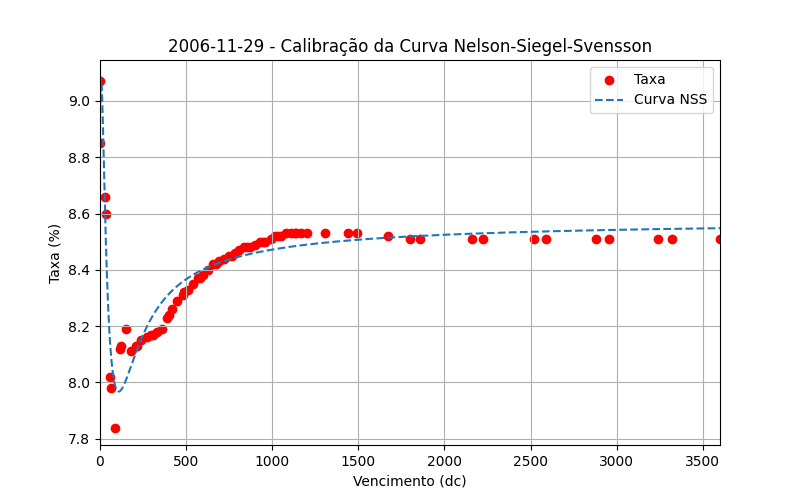 2006-11-29 - Calibração da Curva Nelson-Siegel-Svensson
Taxa
Curva NSS
Taxa (%)
9.0
8.8
8.6
8.4
8.2
8.0
7.8
0 500 1000 1500 2000 2500 3000 3500
Vencimento (dc)